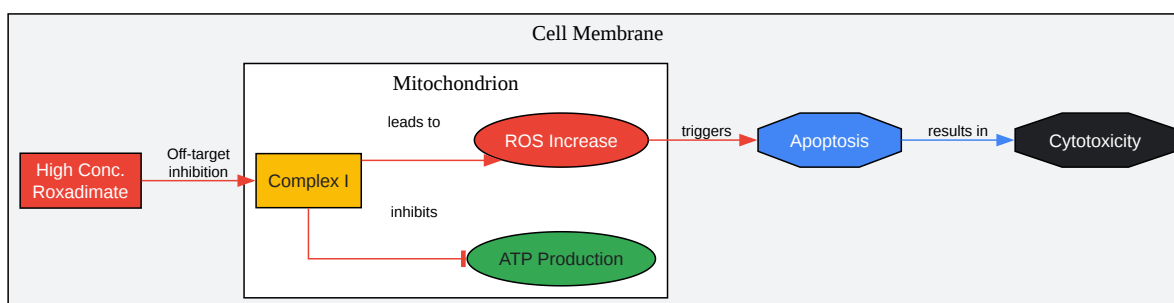 Cell Membrane
Mitochondrion
leads to
ROS Increase
triggers
Apoptosis
results in
Cytotoxicity
Off-target
inhibition
High Conc.
Roxadimate
Complex I
inhibits
ATP Production